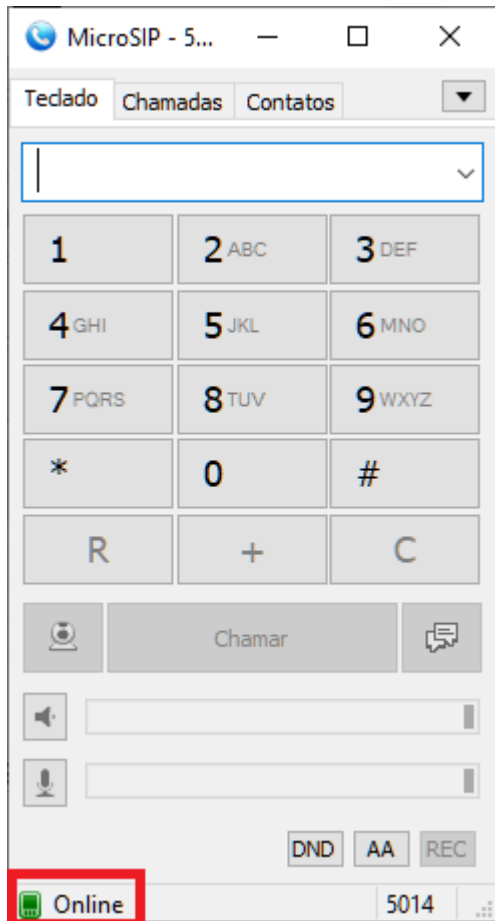 MicroSIP - 5...
Teclado Chamadas Contatos
1 2 ABC 3 DEF
4 GHI 5 JKL 6 MNO
7 PQRS 8 TUV 9 WXYZ
* 0 #
R + C
Chamar
DND AA REC
Online 5014